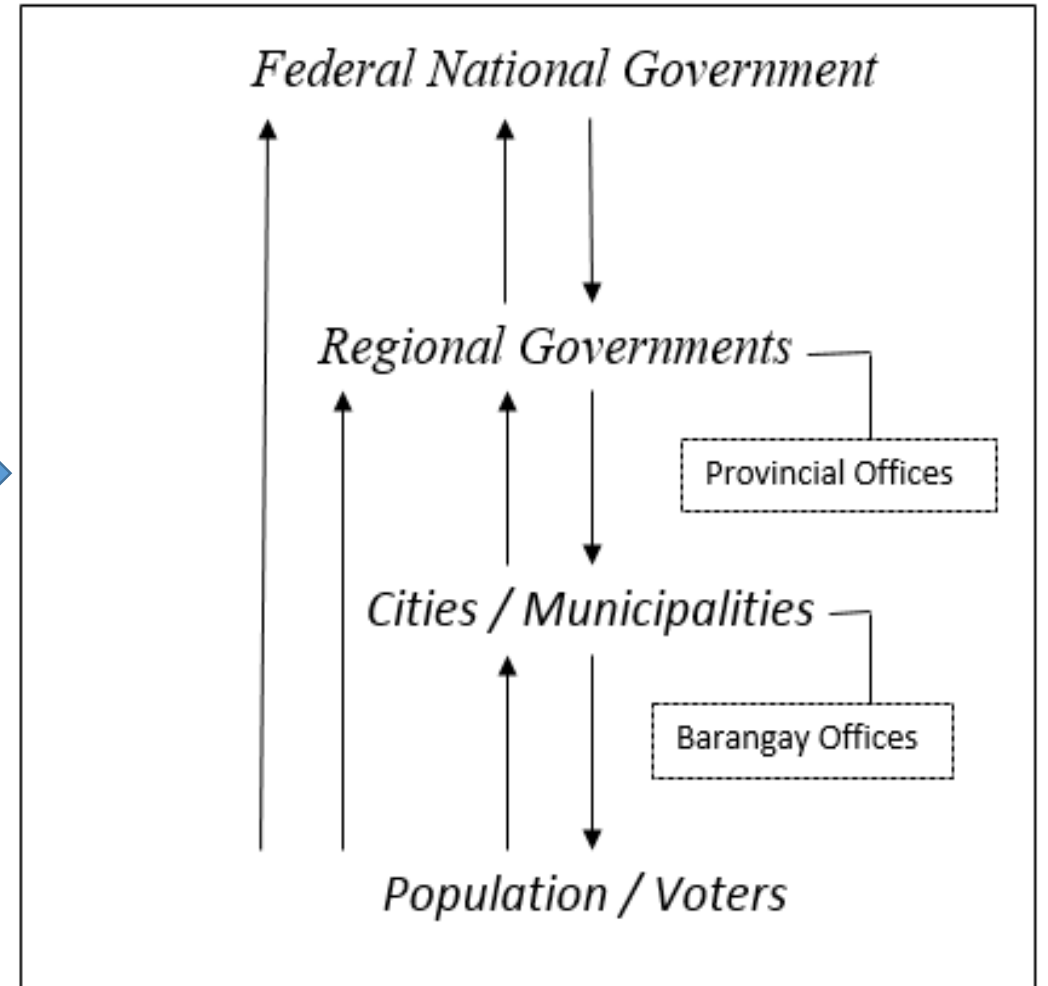 Federal National Government
Regional Governments
Provincial Offices
Cities / Municipalities
Barangay Offices
Population / Voters